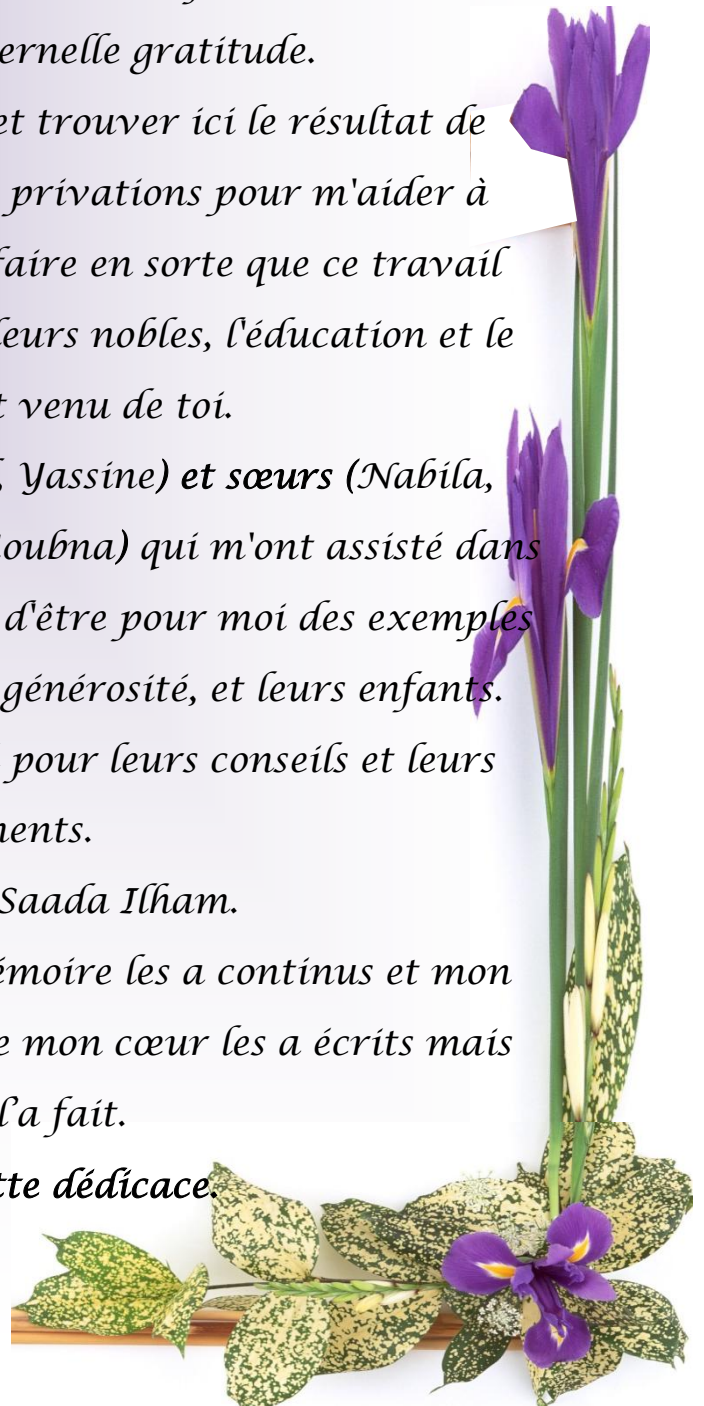 ernelle gratitude.
et trouver ici le résultat de
privations pour m'aider à
faire en sorte que ce travail
leurs nobles, l'éducation et le
t venu de toi.
, Yassine) et sœurs (Nabila,
oubna) qui m'ont assisté dans
d'être pour moi des exemples
générosité, et leurs enfants.
pour leurs conseils et leurs
ments.
Saada Ilham.
émoire les a continus et mon
e mon cœur les a écrits mais
l’a fait.
tte dédicace.